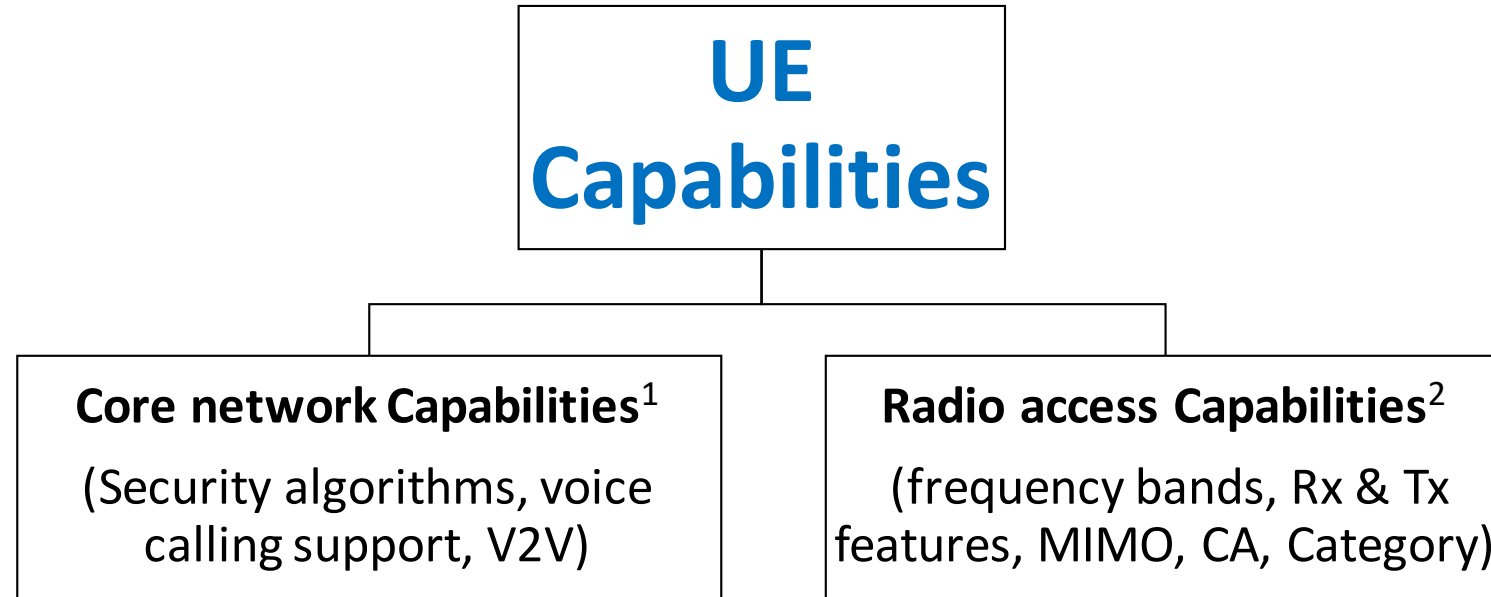 UE
Capabilities
Core network Capabilities¹
(Security algorithms, voice
calling support, V2V)
Radio access Capabilities²
(frequency bands, Rx & Tx
features, MIMO, CA, Category)